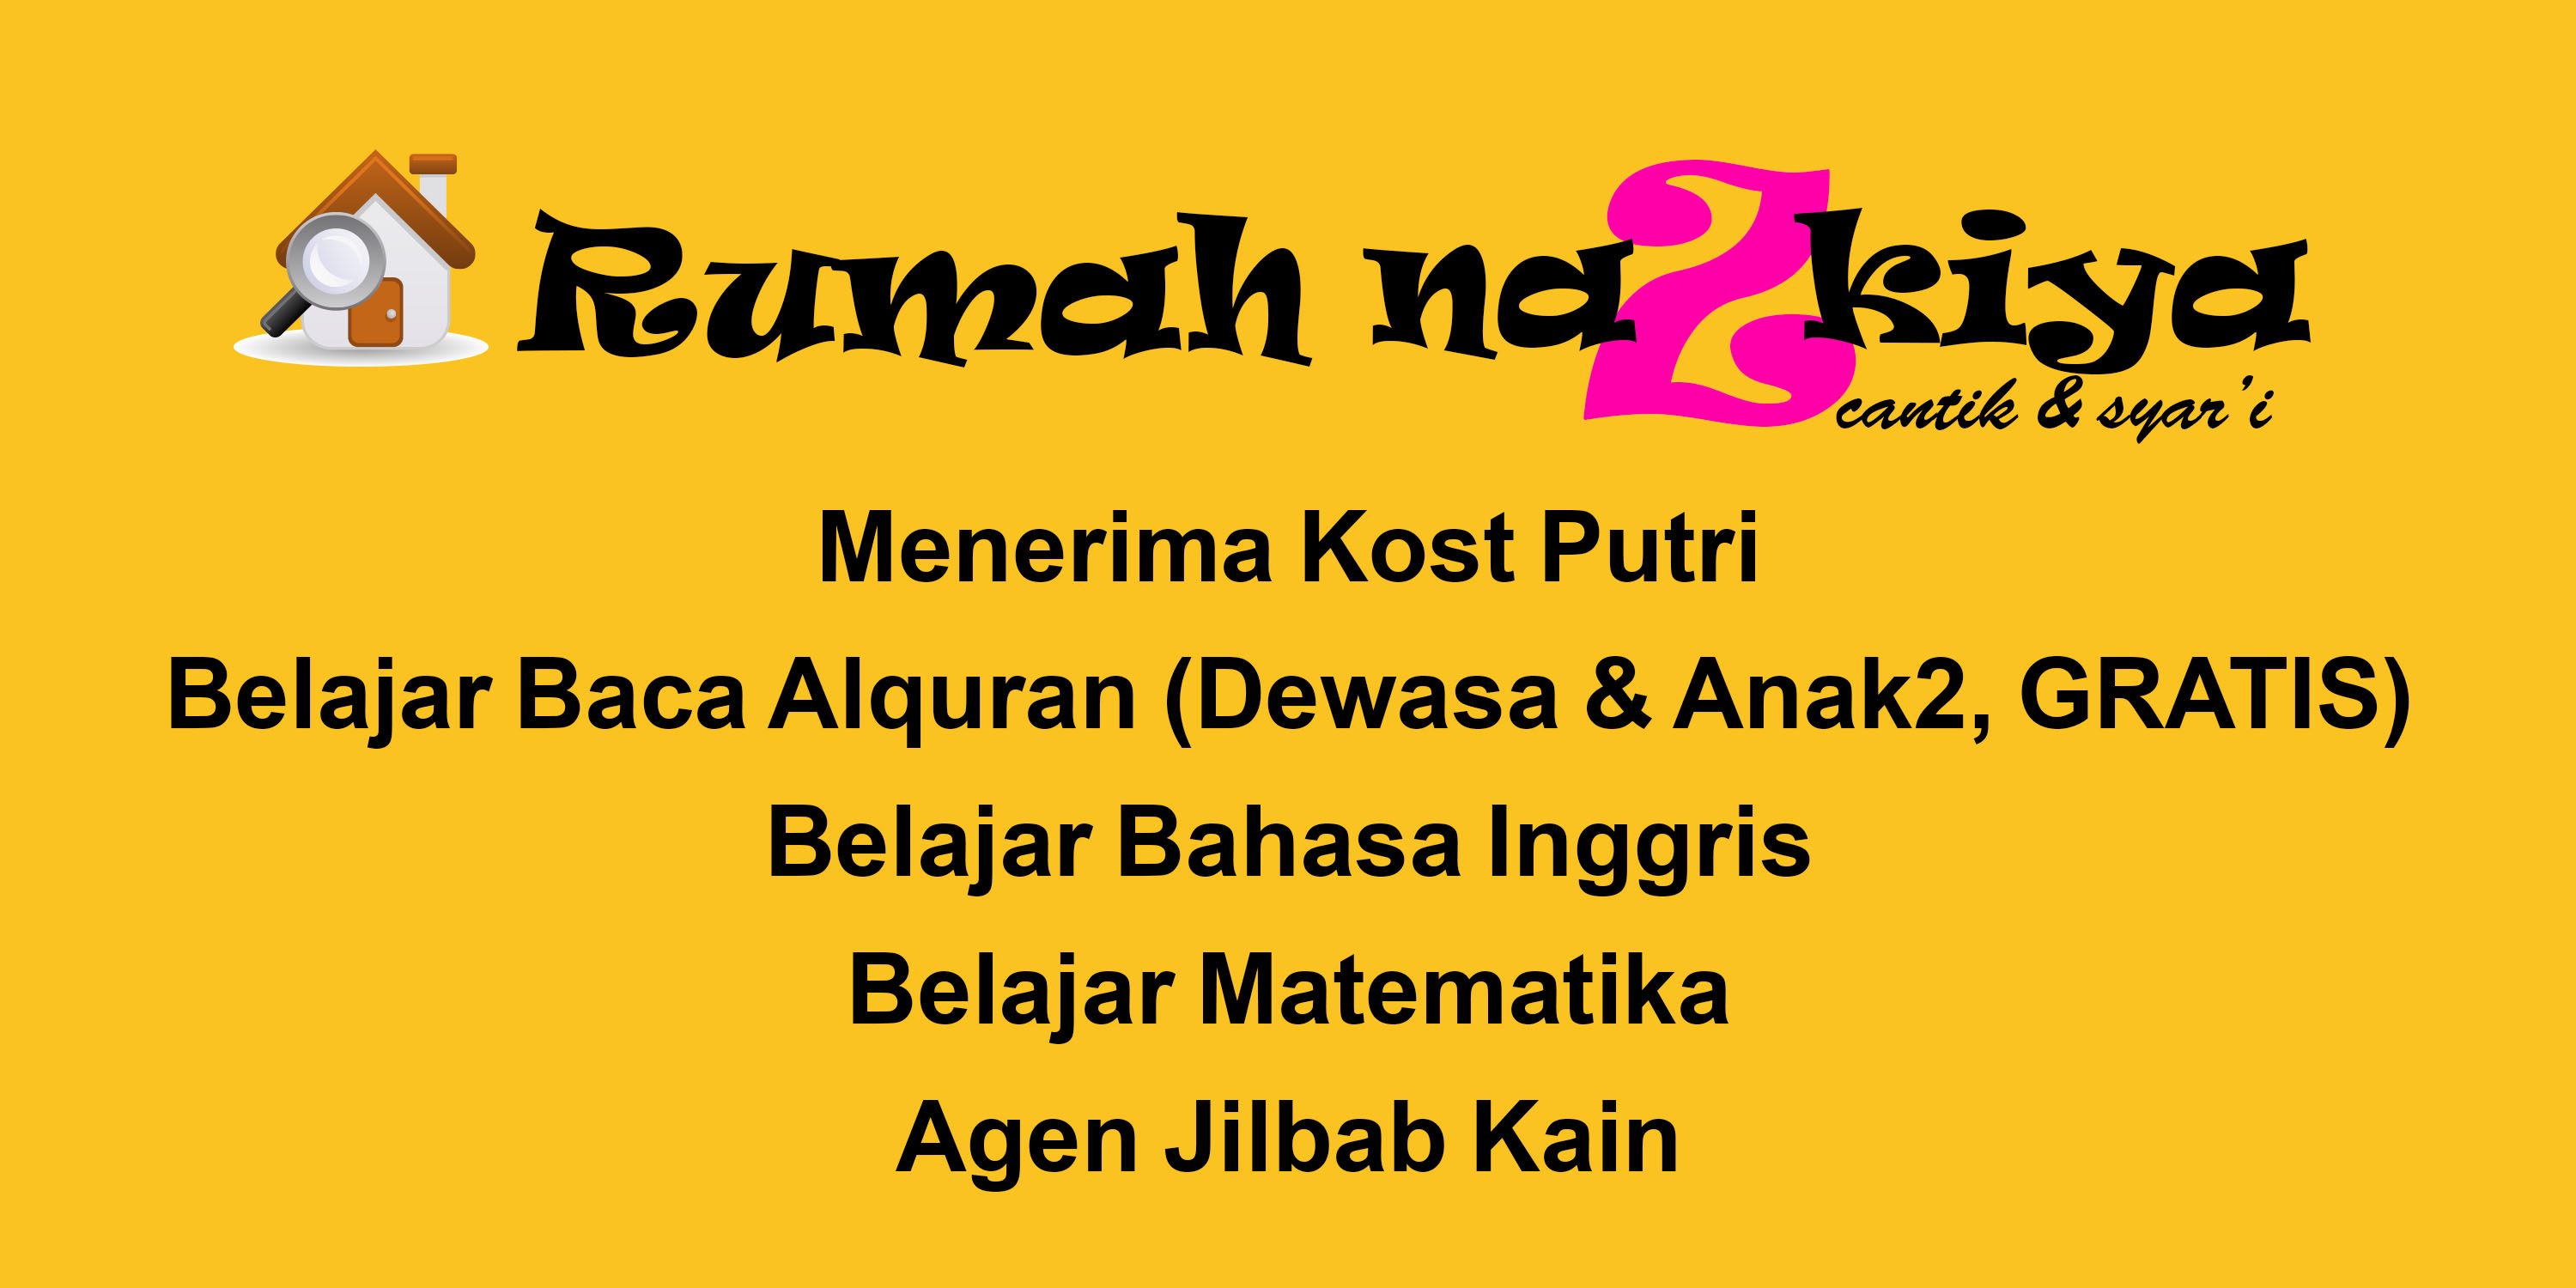 Rumah nazkiya
cantik & syar'i
Menerima Kost Putri
Belajar Baca Alquran (Dewasa & Anak2, GRATIS)
Belajar Bahasa Inggris
Belajar Matematika
Agen Jilbab Kain